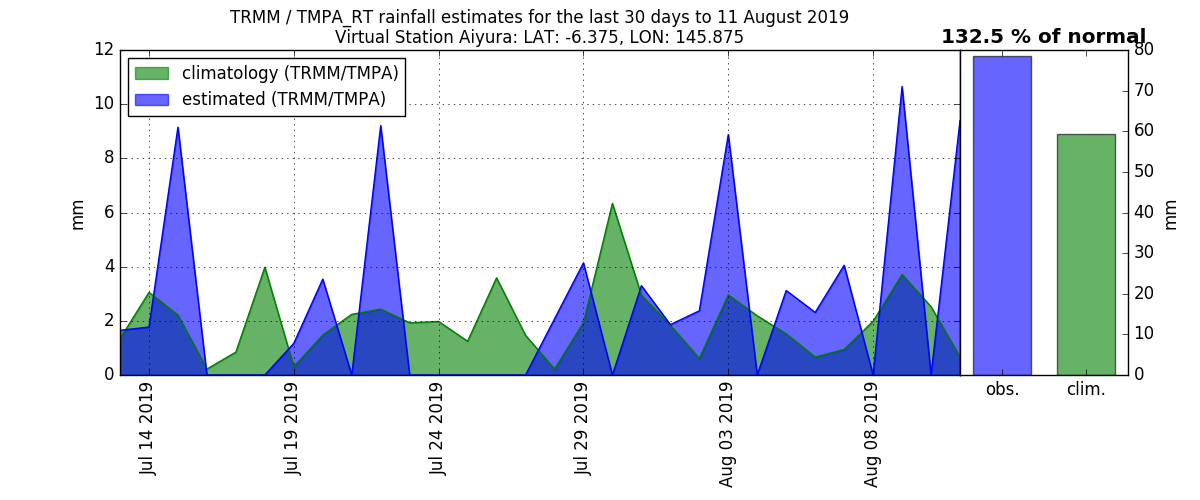 TRMM / TMPA_RT rainfall estimates for the last 30 days to 11 August 2019
Virtual Station Aiyura: LAT: -6.375, LON: 145.875
132.5 % of normal
climatology (TRMM/TMPA)
estimated (TRMM/TMPA)
12
10
8
6
4
2
0
mm
Jul 14 2019
Jul 19 2019
Jul 24 2019
Jul 29 2019
Aug 03 2019
Aug 08 2019
80
70
60
50
40
30
20
10
0
mm
obs.
clim.